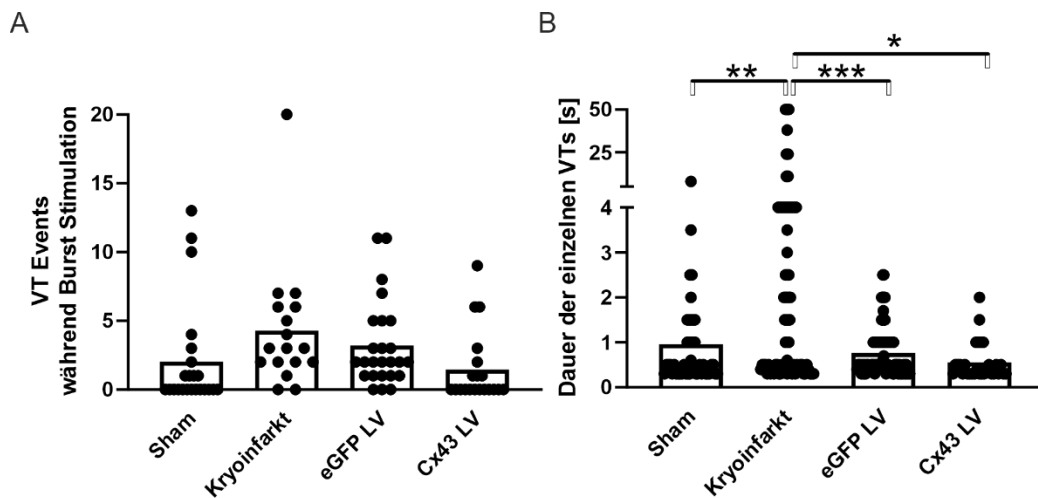 A
VT Events
während Burst Stimulation
20
15
10
5
0
Sham
Kryoinfarkt
eGFP LV
Cx43 LV
B
*
**
***
Dauer der einzelnen VTs [s]
50
25
4
3
2
1
0
Sham
Kryoinfarkt
eGFP LV
Cx43 LV